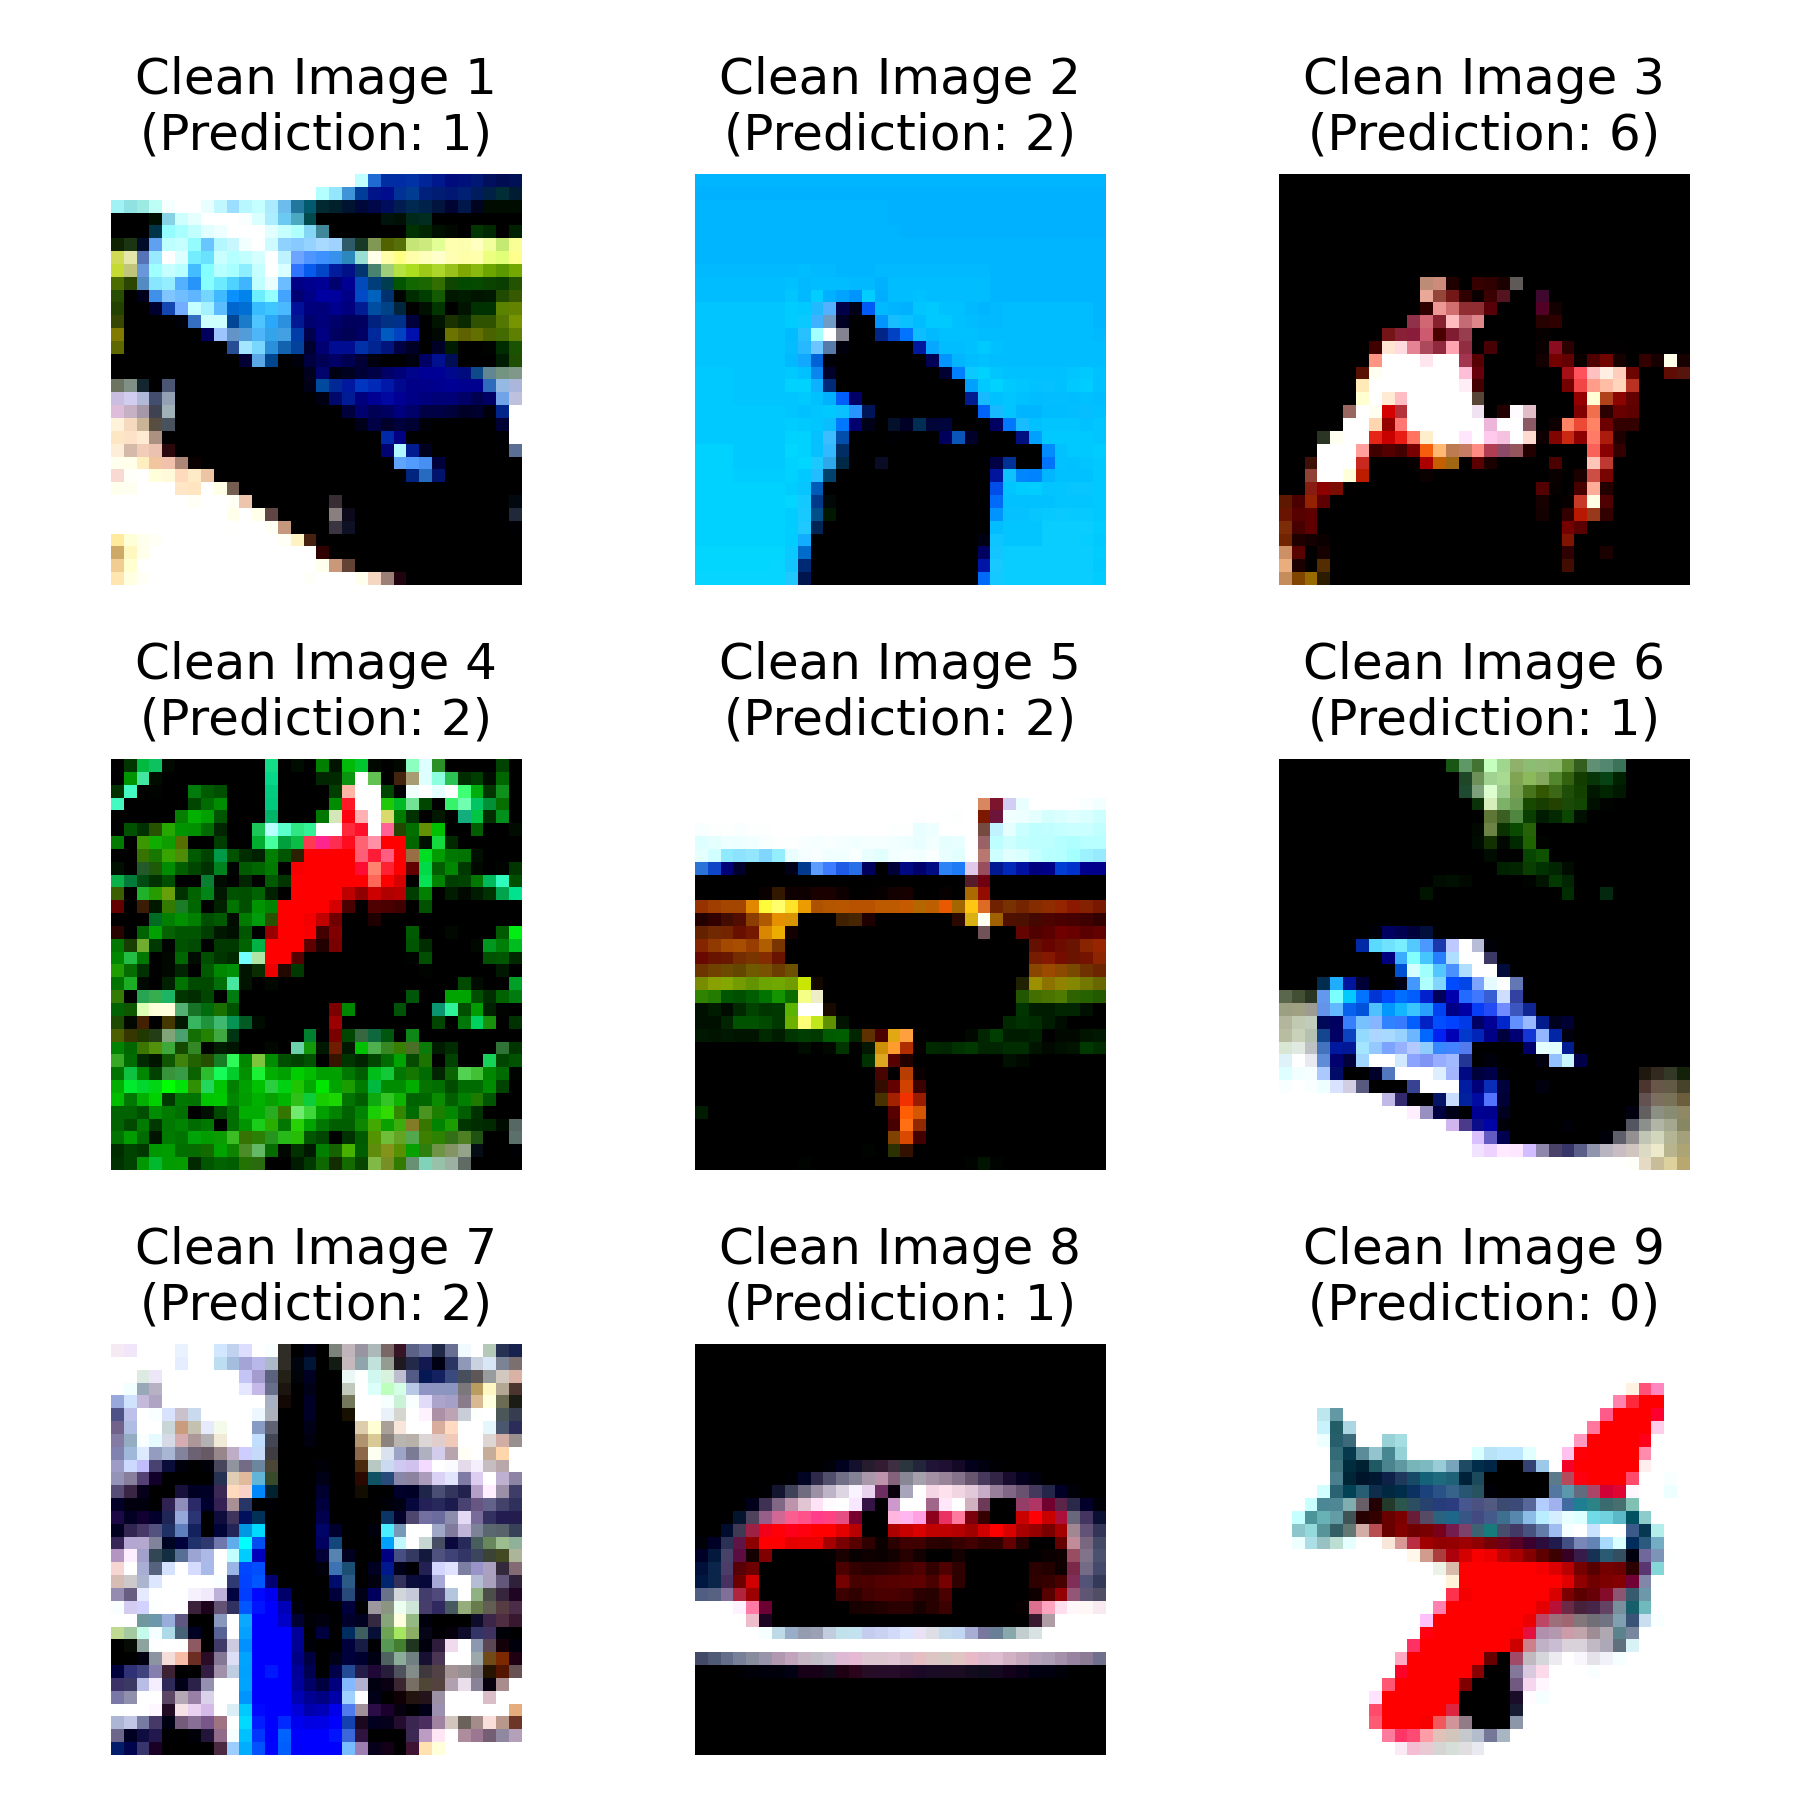 Clean Image 1
(Prediction: 1)
Clean Image 2
(Prediction: 2)
Clean Image 3
(Prediction: 6)
Clean Image 4
(Prediction: 2)
Clean Image 5
(Prediction: 2)
Clean Image 6
(Prediction: 1)
Clean Image 7
(Prediction: 2)
Clean Image 8
(Prediction: 1)
Clean Image 9
(Prediction: 0)